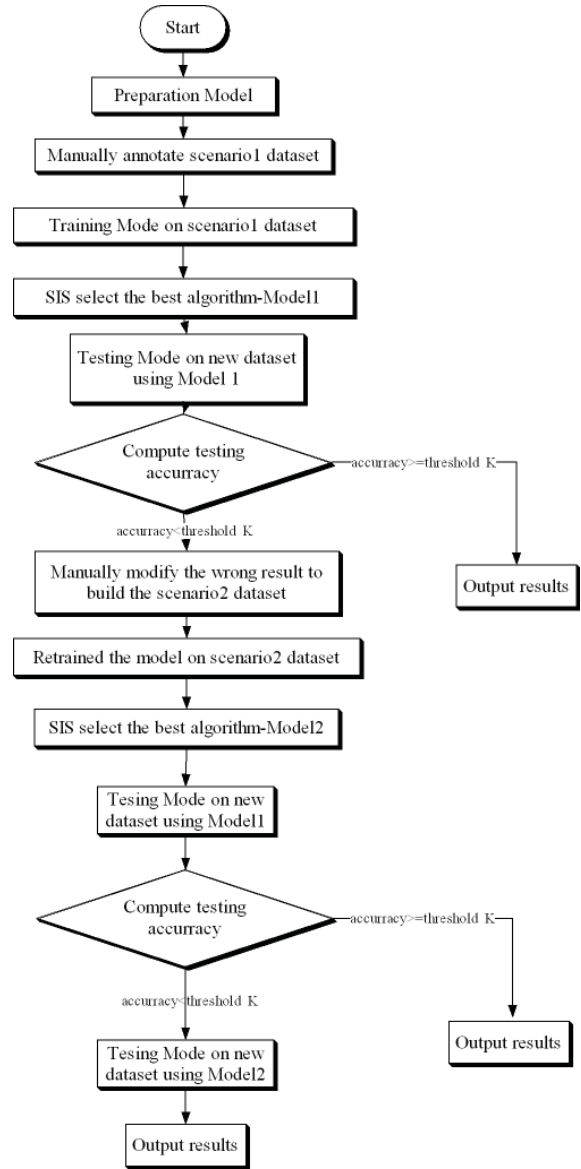 Start
Preparation Model
Manually annotate scenario1 dataset
Training Mode on scenario1 dataset
SIS select the best algorithm-Model1
Testing Mode on new dataset
using Model 1
Compute testing
accurracy
accurracy>=threshold K
accurracy<threshold K
Manually modify the wrong result to
build the scenario2 dataset
Output results
Retrained the model on scenario2 dataset
SIS select the best algorithm-Model2
Tesing Mode on new
dataset using Model1
Compute testing
accurracy
accurracy>=threshold K
accurracy<threshold K
Output results
Tesing Mode on new
dataset using Model2
Output results